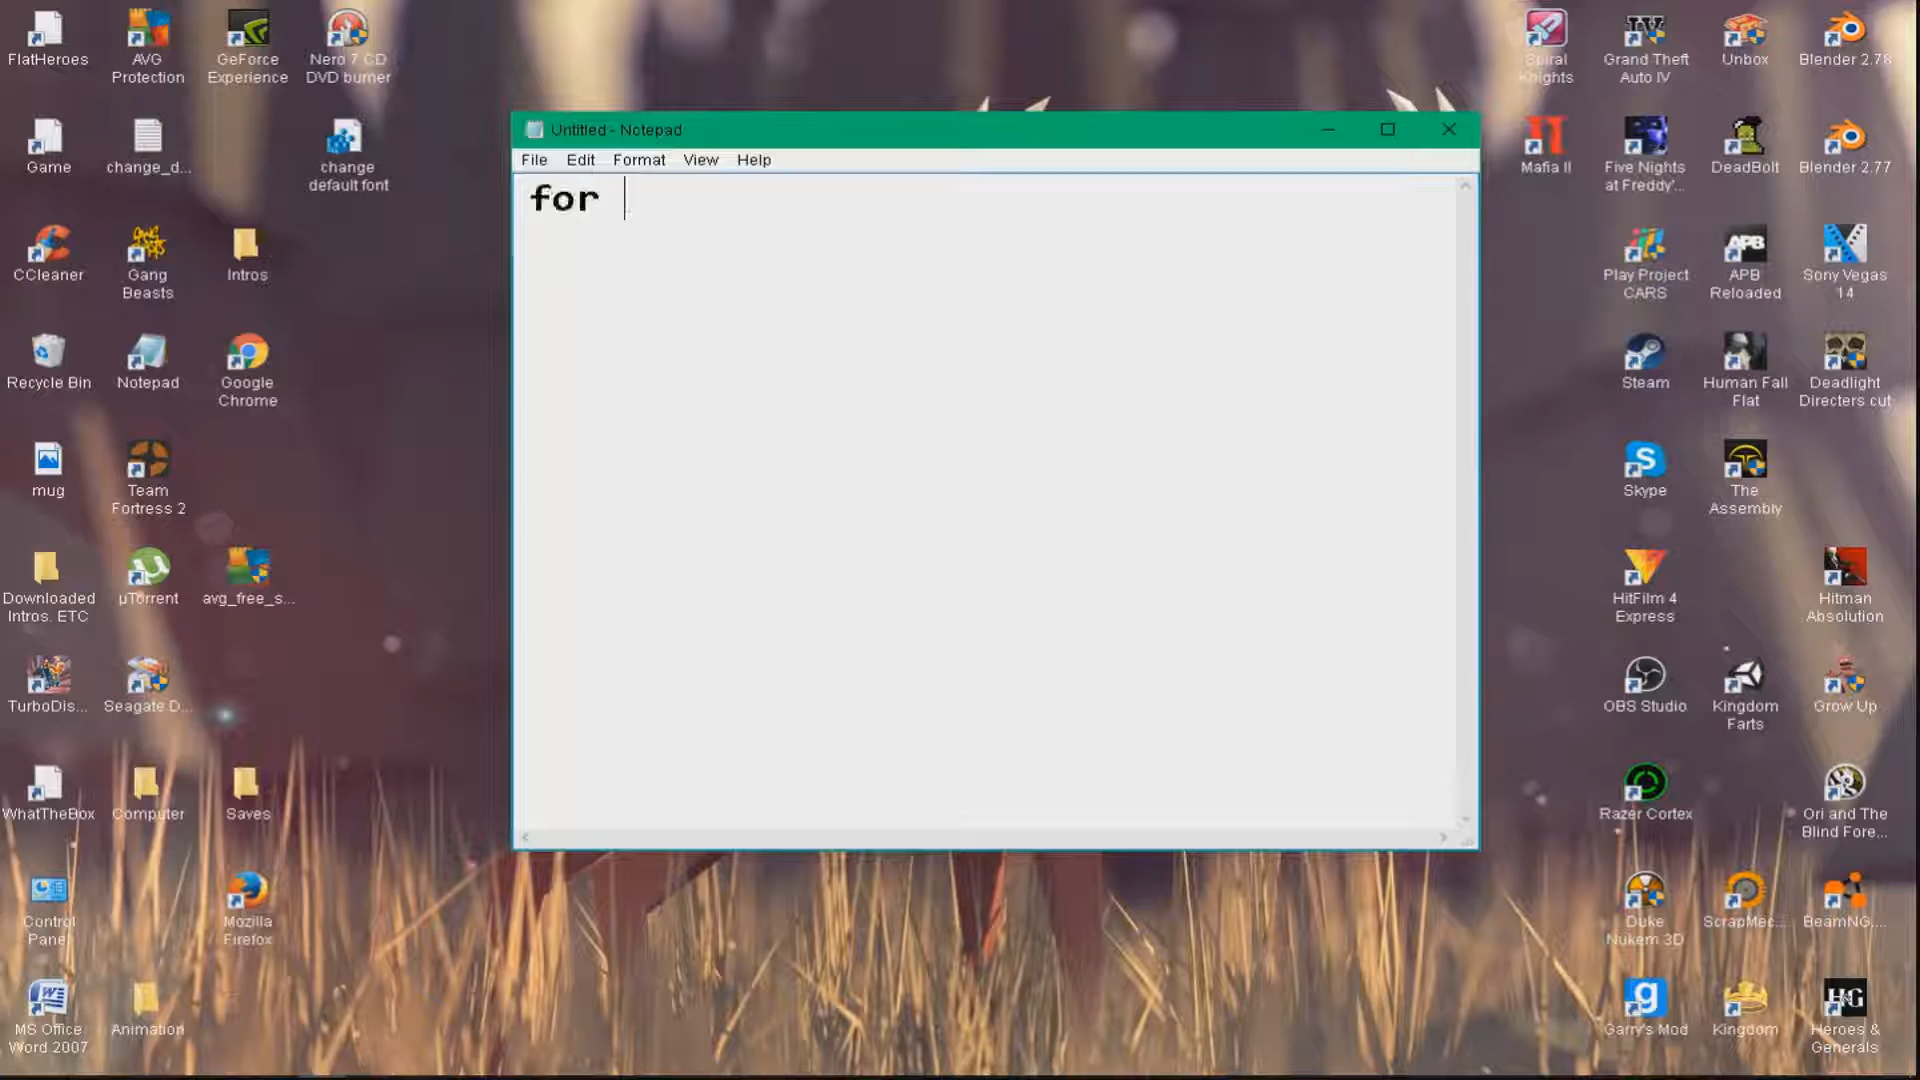 FlatHeroes
AVG
Protection
GeForce
Experience
Nero 7 CD
DVD burner
Spiral
Knights
Grand Theft
Auto IV
Unbox
Blender 2.78
Untitled - Notepad
File Edit Format View Help
for
Game
change_d...
change
default font
Mafia II
Five Nights
at Freddy'...
DeadBolt
Blender 2.77
CCleaner
Gang
Beasts
Intros
Play Project
CARS
APB
Reloaded
Sony Vegas
14
Recycle Bin
Notepad
Google
Chrome
Steam
Human Fall
Flat
Deadlight
Directers cut
mug
Team
Fortress 2
Skype
The
Assembly
Downloaded
Intros. ETC
µTorrent
avg_free_s...
HitFilm 4
Express
Hitman
Absolution
TurboDis...
Seagate D...
OBS Studio
Kingdom
Farts
Grow Up
WhatTheBox
Computer
Saves
Razer Cortex
Ori and The
Blind Fore...
Control
Panel
Mozilla
Firefox
Duke
Nukem 3D
ScrapMec...
BeamNG....
MS Office
Word 2007
Animation
Garry's Mod
Kingdom
Heroes &
Generals